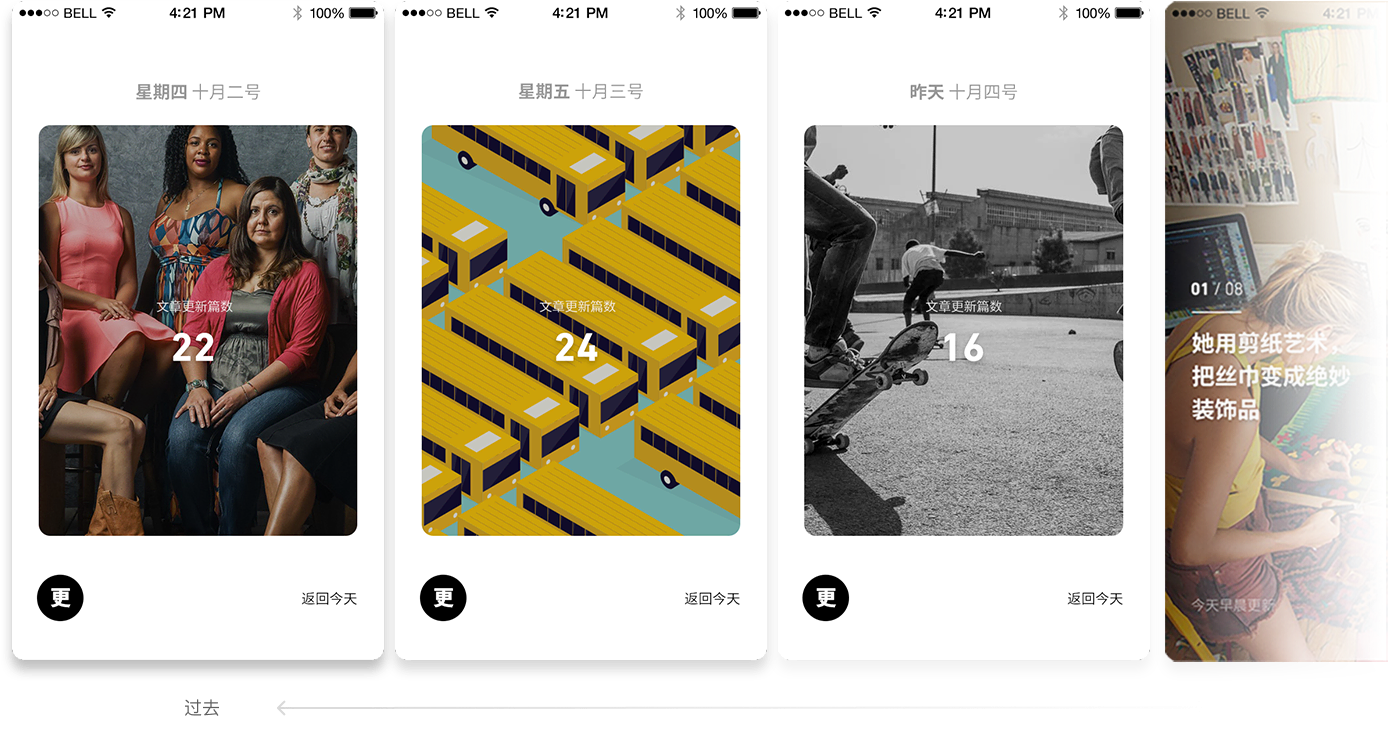 BELL 4:21 PM 100%
星期四 十月二号
文章更新篇数
22
更
返回今天
BELL 4:21 PM 100%
星期五 十月三号
文章更新篇数
24
更
返回今天
BELL 4:21 PM 100%
昨天 十月四号
文章更新篇数
16
更
返回今天
BELL 4:21 PM
01 / 08
她用剪纸艺术，
把丝巾变成绝妙
装饰品
今天早晨更新
过去